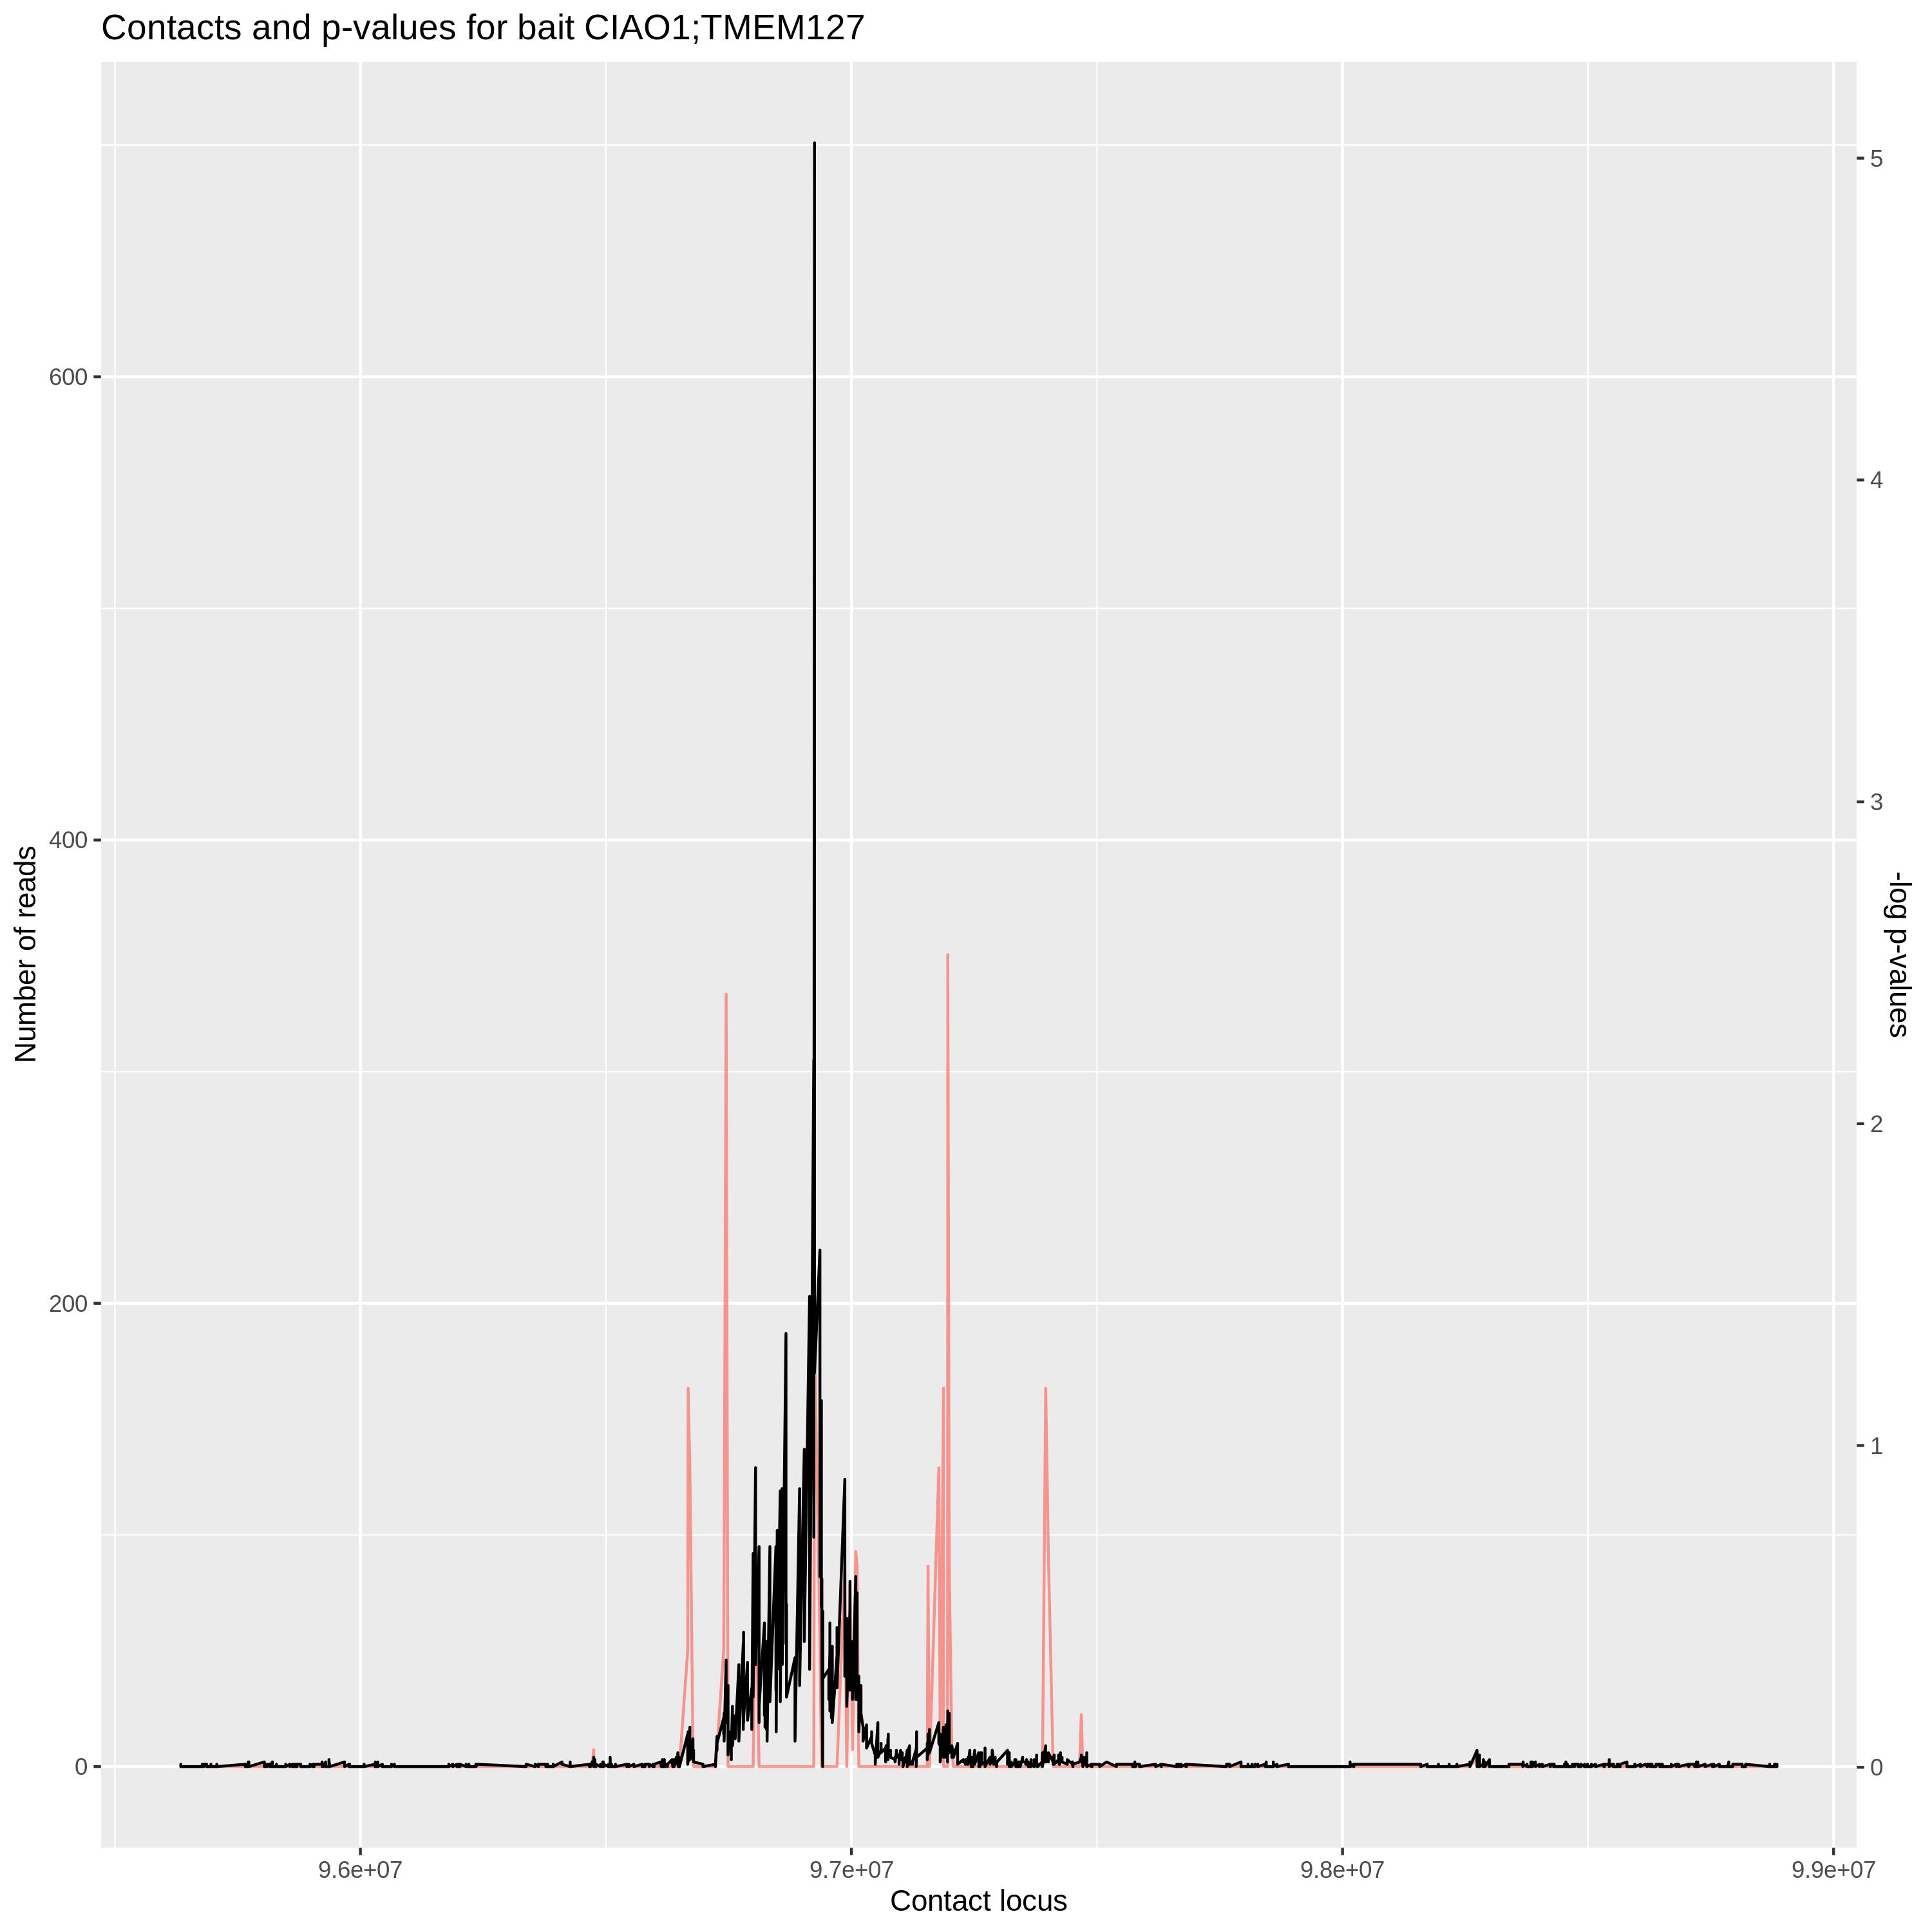 Contacts and p-values for bait CIAO1;TMEM127
Number of reads
600
400
200
0
5
4
3
2
1
0
-log p-values
9.6e+07
9.7e+07
9.8e+07
9.9e+07
Contact locus